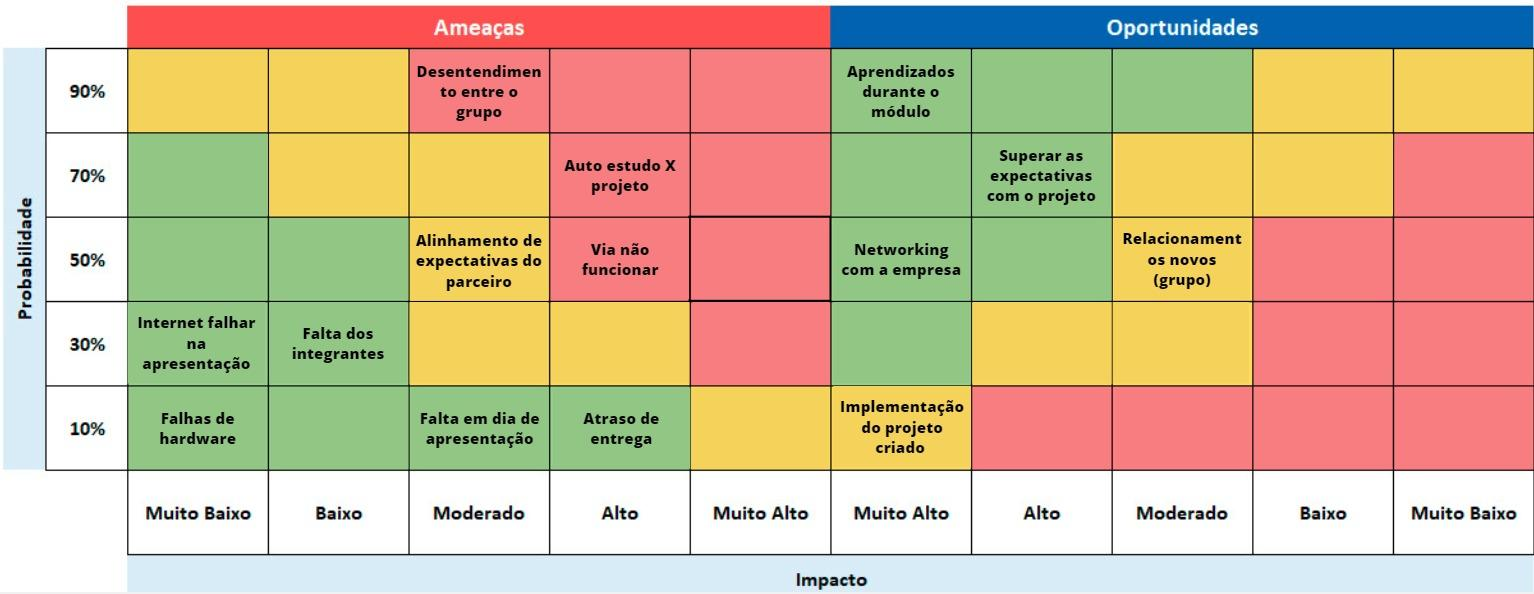 Ameaças
Oportunidades
Probabilidade
90%
Desentendimen
to entre o
grupo
Aprendizados
durante o
módulo
70%
Auto estudo X
projeto
Superar as
expectativas
com o projeto
50%
Alinhamento de
expectativas do
parceiro
Via não
funcionar
Networking
com a empresa
Relacionament
os novos
(grupo)
30%
Internet falhar
na
apresentação
Falta dos
integrantes
10%
Falhas de
hardware
Falta em dia de
apresentação
Atraso de
entrega
Implementação
do projeto
criado
Muito Baixo
Baixo
Moderado
Alto
Muito Alto
Muito Alto
Alto
Moderado
Baixo
Muito Baixo
Impacto